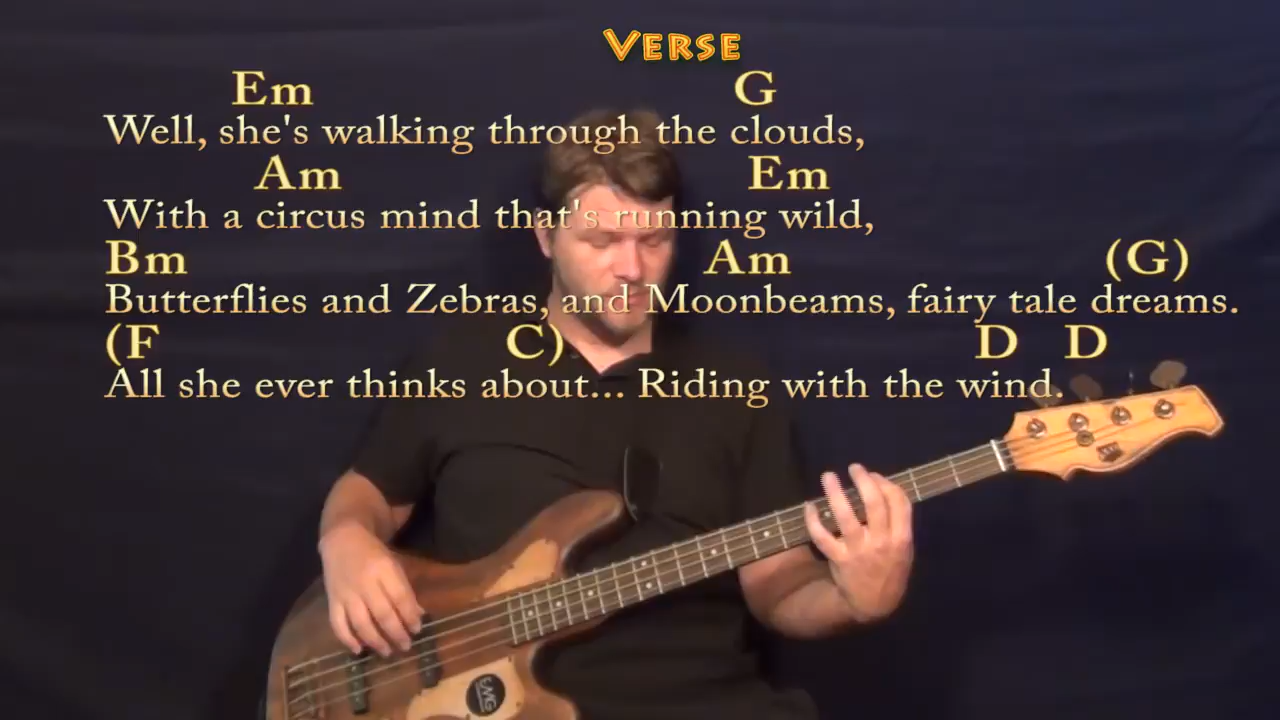 VERSE
Em G
Well, she's walking through the clouds,
Am Em
With a circus mind that's running wild,
Bm Am (G)
Butterflies and Zebras, and Moonbeams, fairy tale dreams.
(F C) D D
All she ever thinks about... Riding with the wind.
EMG